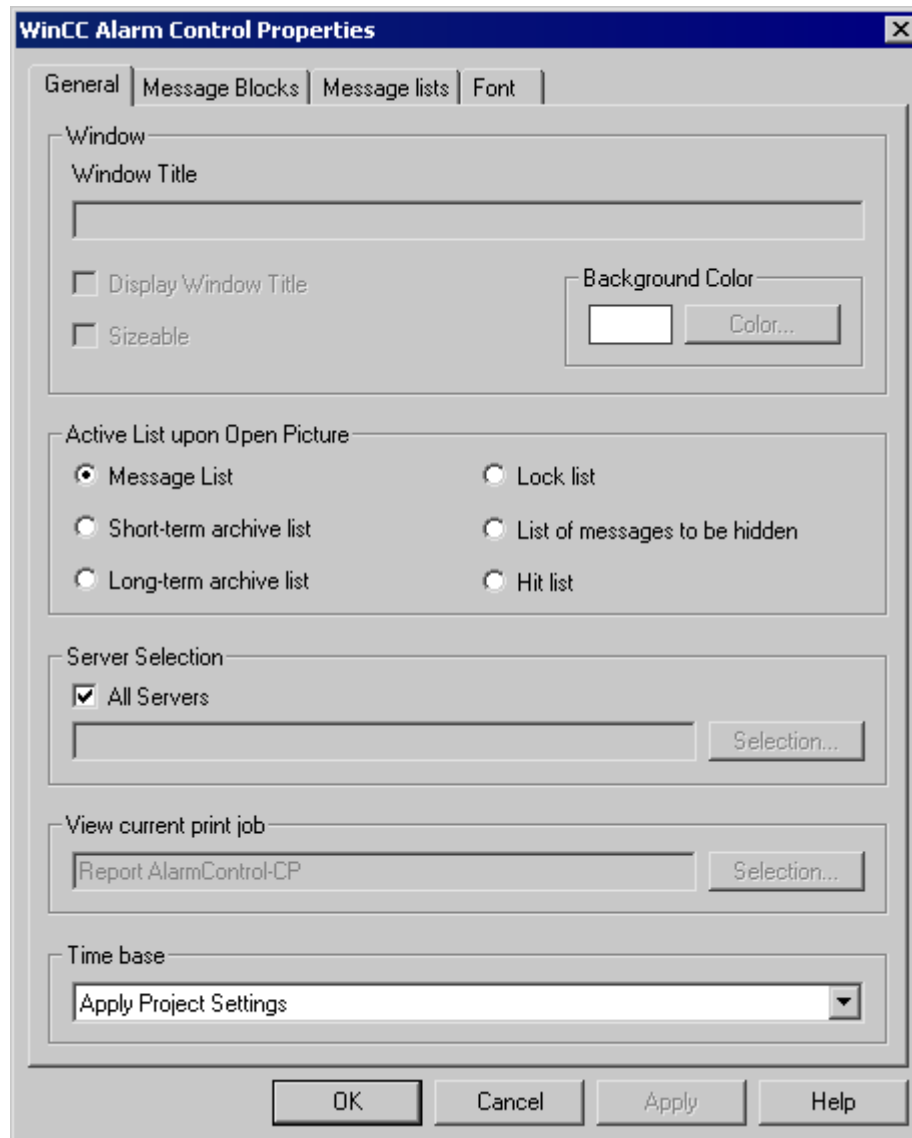 WinCC Alarm Control Properties
General Message Blocks Message lists Font
Window
Window Title
Display Window Title
Background Color
Color...
Sizeable
Active List upon Open Picture
Message List
Lock list
Short-term archive list
List of messages to be hidden
Long-term archive list
Hit list
Server Selection
All Servers
Selection...
View current print job
Report AlarmControl-CP
Selection...
Time base
Apply Project Settings
OK Cancel Apply Help